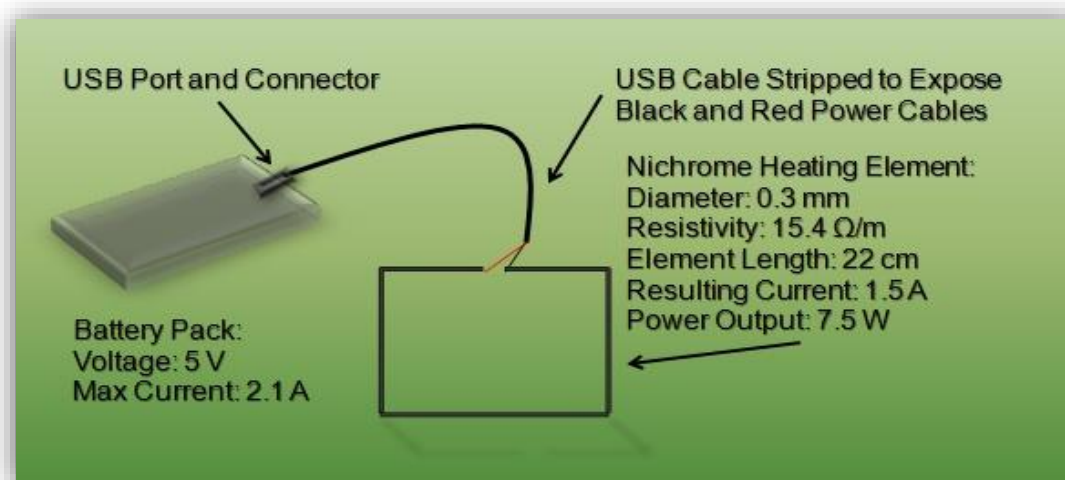 USB Port and Connector
USB Cable Stripped to Expose
Black and Red Power Cables
Nichrome Heating Element:
Diameter: 0.3 mm
Resistivity: 15.4 Ω/m
Element Length: 22 cm
Resulting Current: 1.5 A
Power Output: 7.5 W
Battery Pack:
Voltage: 5 V
Max Current: 2.1 A